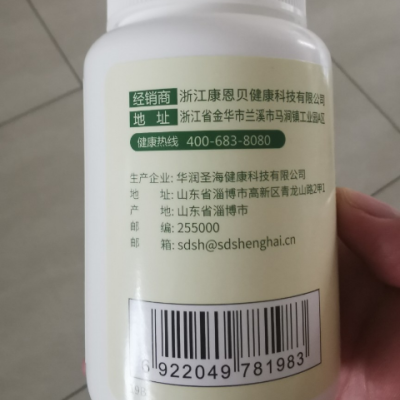 经销商 浙江康恩贝健康科技有限公司
地 址 浙江省金华市兰溪市马涧镇工业园A区
健康热线 400-683-8080
生产企业: 华润圣海健康科技有限公司
地 址: 山东省淄博市高新区青龙山路2甲1
产 地: 山东省淄博市
邮 编: 255000
邮 箱: sdsh@sdshenghai.cn
6 922049 781983